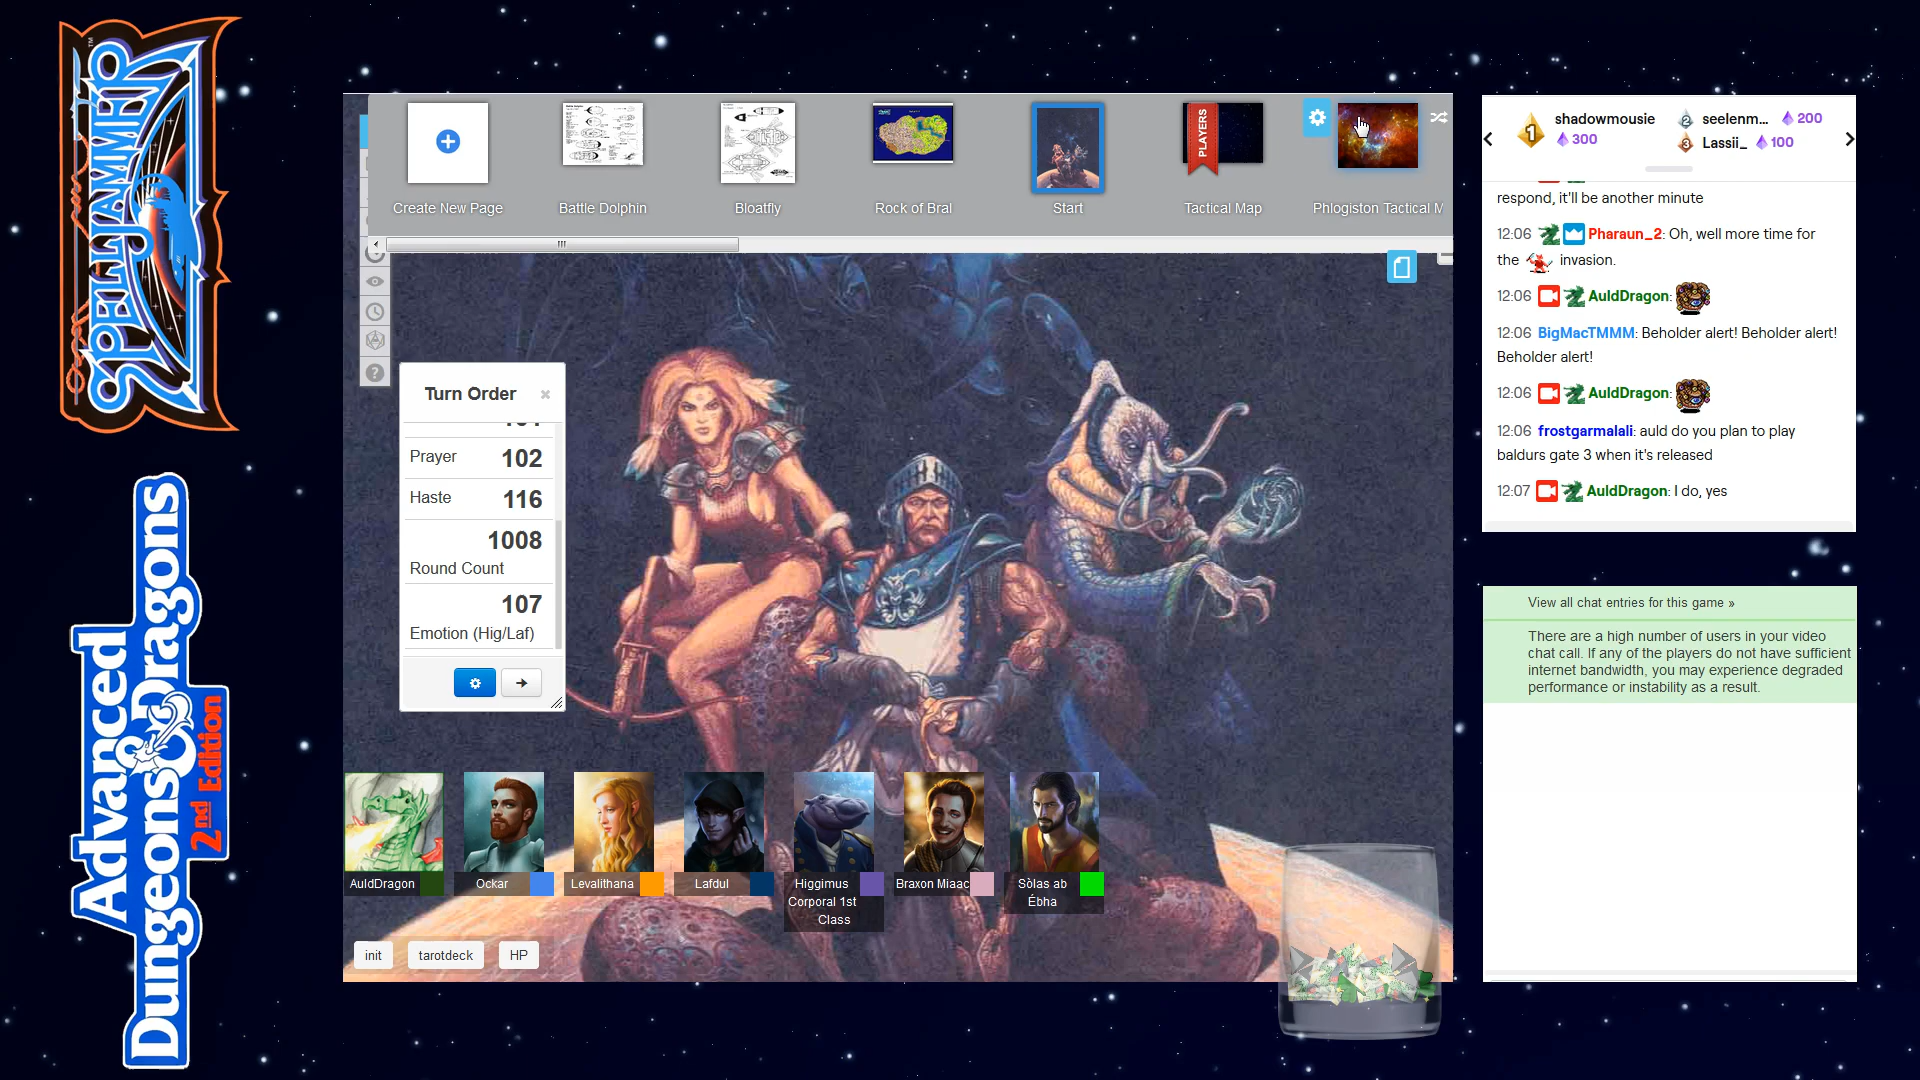 SPELLJAMMER
TM
Advanced
Dungeons & Dragons
2nd Edition
Create New Page
Battle Dolphin
Bloatfly
Rock of Bral
Start
PLAYERS
Tactical Map
Phlogiston Tactical M
Turn Order
Prayer 102
Haste 116
1008
Round Count
107
Emotion (Hig/Laf)
AuldDragon
Ockar
Levalithana
Lafdul
Higgimus
Corporal 1st
Class
Braxon Miaac
Sòlas ab
Ébha
init
tarotdeck
HP
1 shadowmousie
300
2 seelenm... 200
3 Lassii_ 100
respond, it'll be another minute
12:06 Pharaun_2: Oh, well more time for
the invasion.
12:06 AuldDragon:
12:06 BigMacTMMM: Beholder alert! Beholder alert!
Beholder alert!
12:06 AuldDragon:
12:06 frostgarmalali: auld do you plan to play
baldurs gate 3 when it's released
12:07 AuldDragon: I do, yes
View all chat entries for this game »
There are a high number of users in your video
chat call. If any of the players do not have sufficient
internet bandwidth, you may experience degraded
performance or instability as a result.